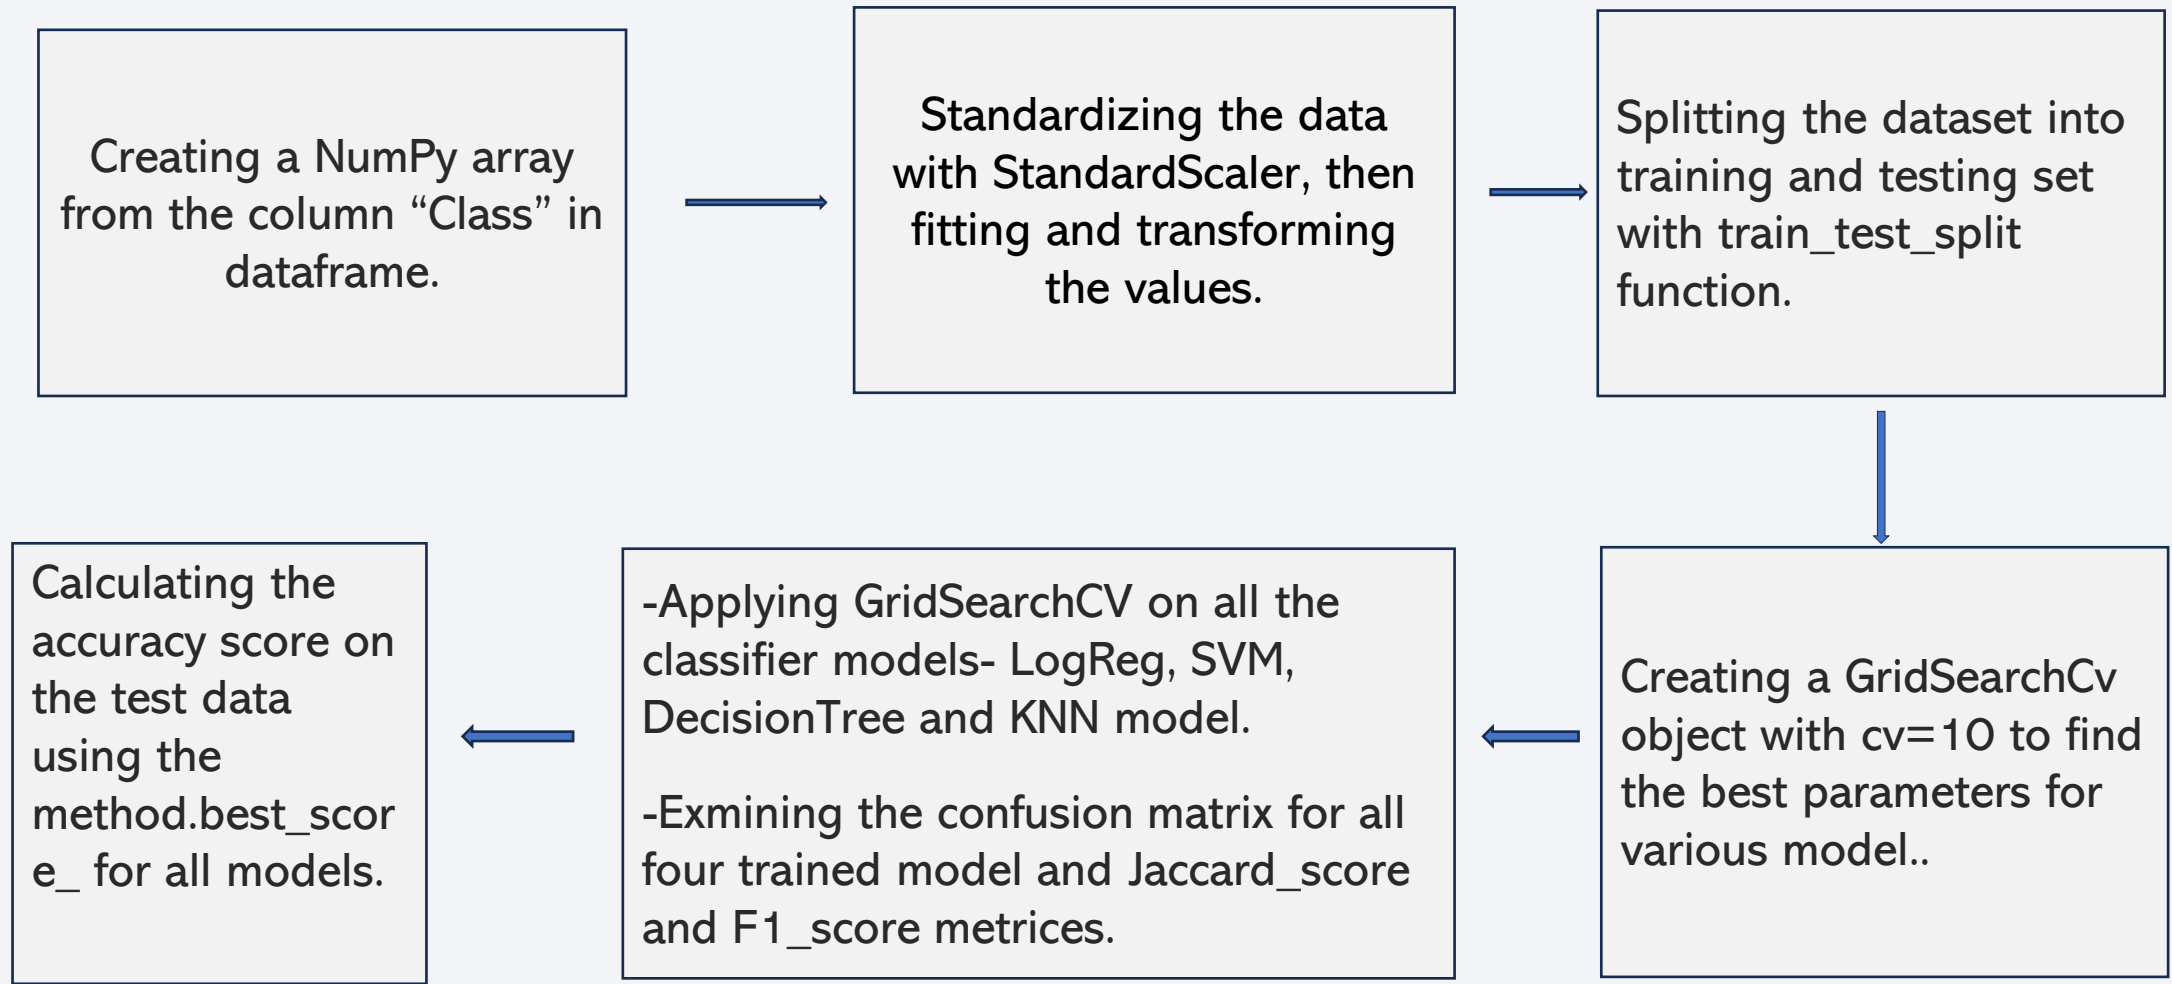 Creating a NumPy array
from the column “Class” in
dataframe.
Standardizing the data
with StandardScaler, then
fitting and transforming
the values.
Splitting the dataset into
training and testing set
with train_test_split
function.
Creating a GridSearchCv
object with cv=10 to find
the best parameters for
various model..
-Applying GridSearchCV on all the
classifier models- LogReg, SVM,
DecisionTree and KNN model.
-Exmining the confusion matrix for all
four trained model and Jaccard_score
and F1_score metrices.
Calculating the
accuracy score on
the test data
using the
method.best_scor
e_ for all models.